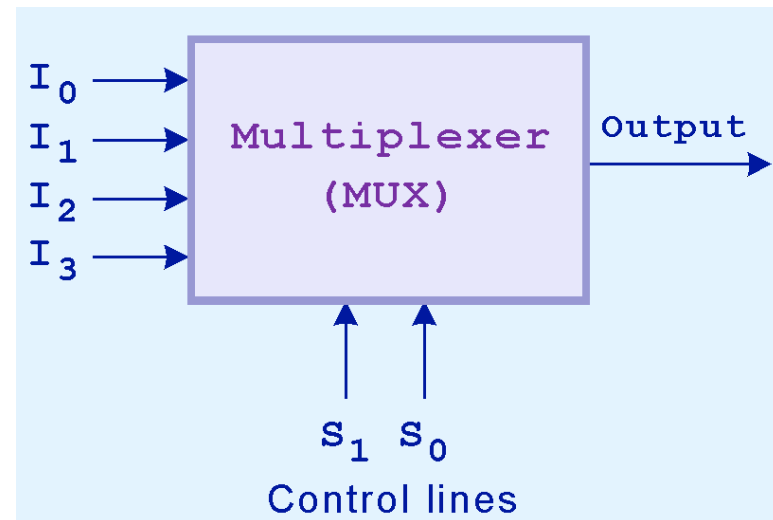 I0
I1
I2
I3
Multiplexer
(MUX)
Output
S1 S0
Control lines